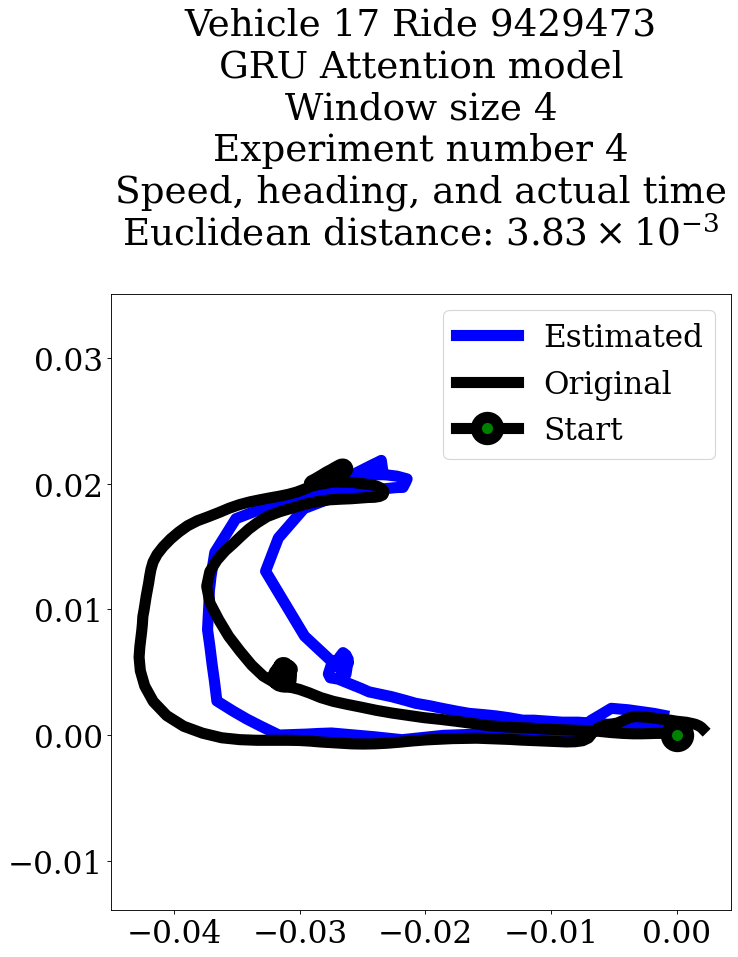 Vehicle 17 Ride 9429473
GRU Attention model
Window size 4
Experiment number 4
Speed, heading, and actual time
Euclidean distance: 3.83 × 10⁻³
Estimated
Original
Start
0.03
0.02
0.01
0.00
−0.01
−0.04
−0.03
−0.02
−0.01
0.00